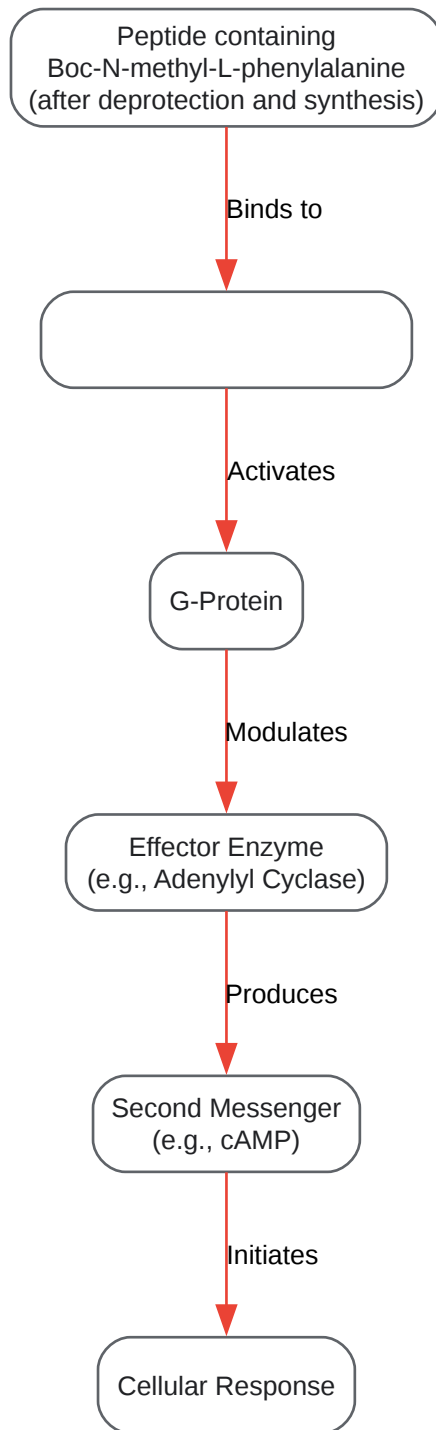 Peptide containing
Boc-N-methyl-L-phenylalanine
(after deprotection and synthesis)
Binds to
Activates
G-Protein
Modulates
Effector Enzyme
(e.g., Adenylyl Cyclase)
Produces
Second Messenger
(e.g., cAMP)
Initiates
Cellular Response